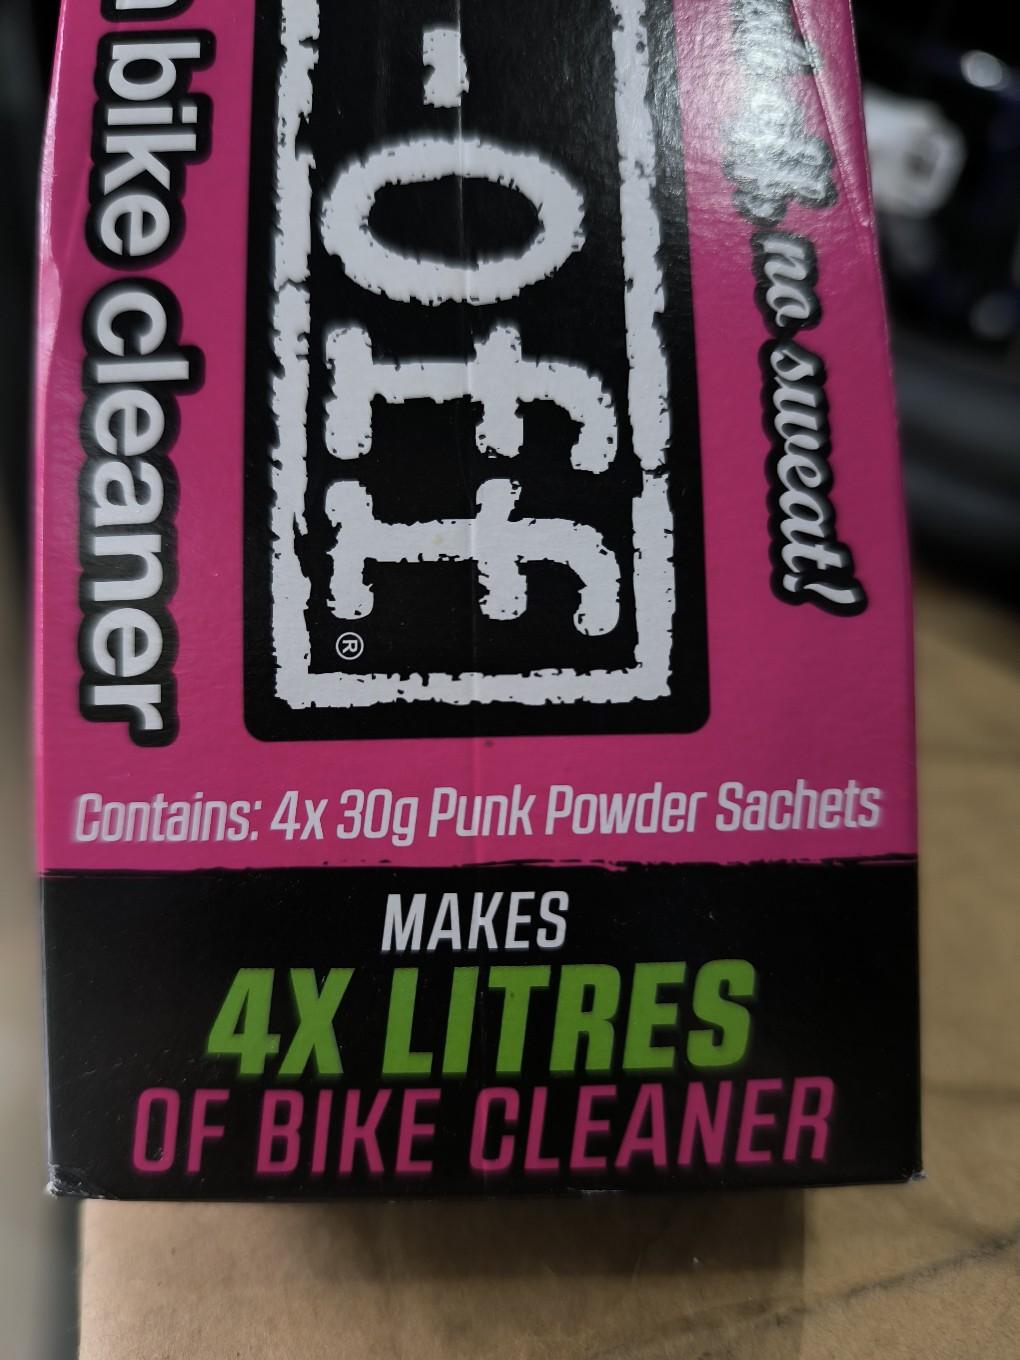 bike cleaner
-OFF®
no sweat!
Contains: 4x 30g Punk Powder Sachets
MAKES
4X LITRES
OF BIKE CLEANER